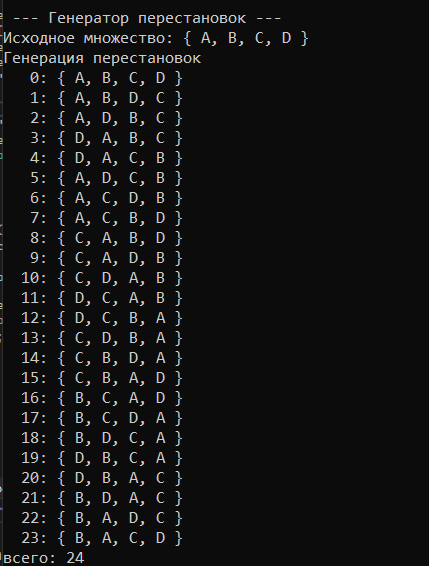 --- Генератор перестановок ---
Исходное множество: { A, B, C, D }
Генерация перестановок
0: { A, B, C, D }
1: { A, B, D, C }
2: { A, D, B, C }
3: { D, A, B, C }
4: { D, A, C, B }
5: { A, D, C, B }
6: { A, C, D, B }
7: { A, C, B, D }
8: { C, A, B, D }
9: { C, A, D, B }
10: { C, D, A, B }
11: { D, C, A, B }
12: { D, C, B, A }
13: { C, D, B, A }
14: { C, B, D, A }
15: { C, B, A, D }
16: { B, C, A, D }
17: { B, C, D, A }
18: { B, D, C, A }
19: { D, B, C, A }
20: { D, B, A, C }
21: { B, D, A, C }
22: { B, A, D, C }
23: { B, A, C, D }
всего: 24